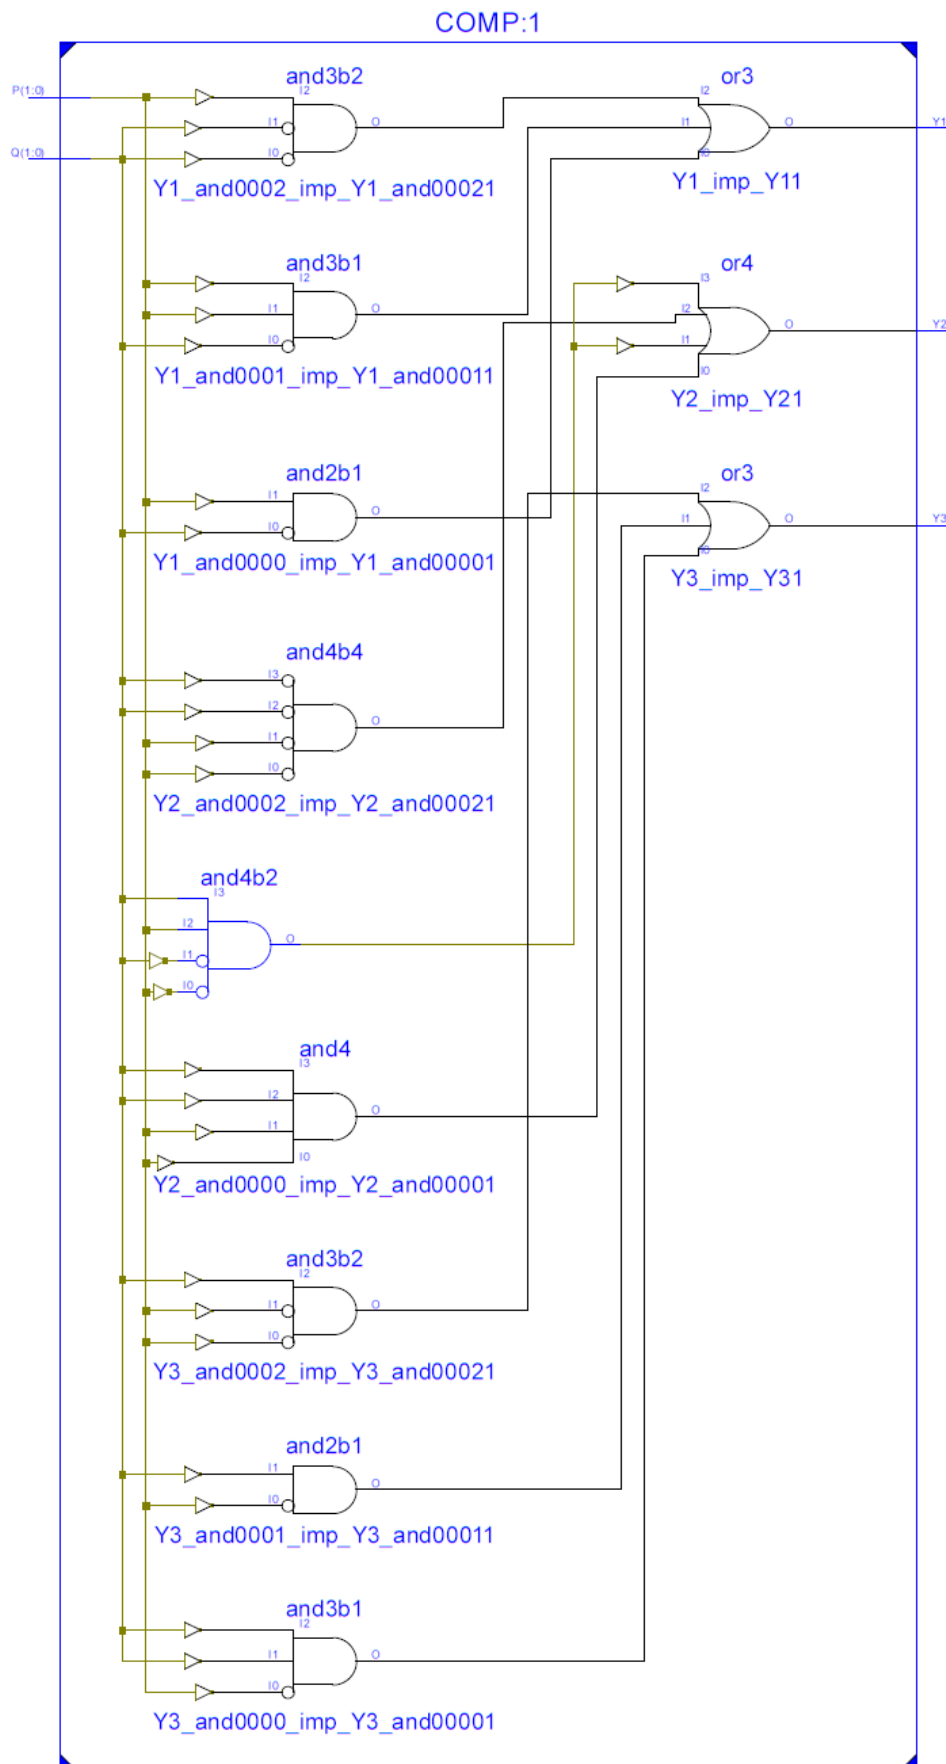 COMP:1
and3b2
or3
P(1:0)
I2
I2
I1
O
I1
O
Y1
Q(1:0)
I0
I0
Y1_and0002_imp_Y1_and00021
Y1_imp_Y11
and3b1
or4
I2
I3
I1
O
I2
O
Y2
I0
I1
I0
Y1_and0001_imp_Y1_and00011
Y2_imp_Y21
and2b1
or3
I1
O
I0
I2
I1
O
Y3
I0
Y1_and0000_imp_Y1_and00001
Y3_imp_Y31
and4b4
I3
I2
O
I1
I0
Y2_and0002_imp_Y2_and00021
and4b2
I3
I2
O
I1
I0
and4
I3
I2
O
I1
I0
Y2_and0000_imp_Y2_and00001
and3b2
I2
I1
O
I0
Y3_and0002_imp_Y3_and00021
and2b1
I1
O
I0
Y3_and0001_imp_Y3_and00011
and3b1
I2
I1
O
I0
Y3_and0000_imp_Y3_and00001